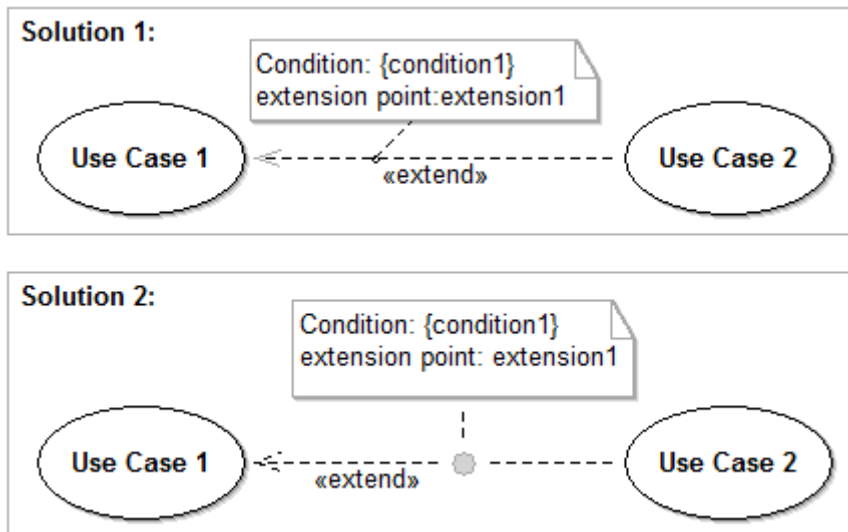 Solution 1:
Condition: {condition1}
extension point:extension1
Use Case 1
Use Case 2
«extend»
Solution 2:
Condition: {condition1}
extension point: extension1
Use Case 1
Use Case 2
«extend»